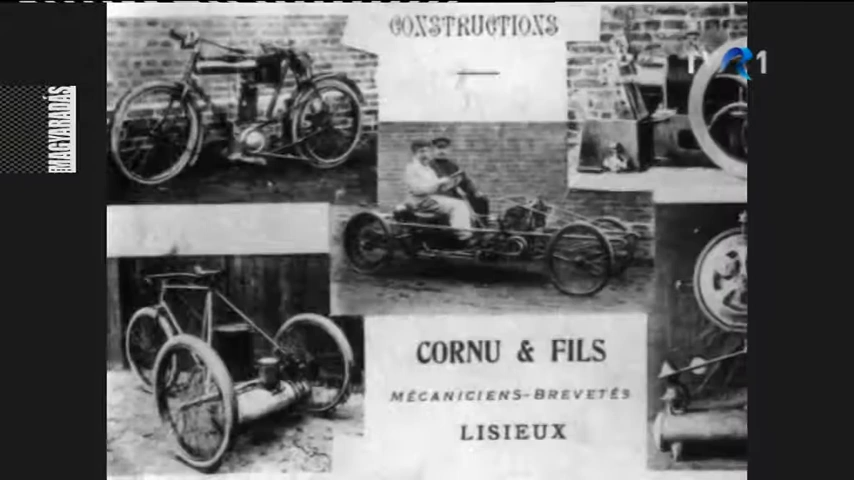 CONSTRUCTIONS
TVR1
MAGYARADÁS
CORNU & FILS
MÉCANICIENS-BREVETÉS
LISIEUX